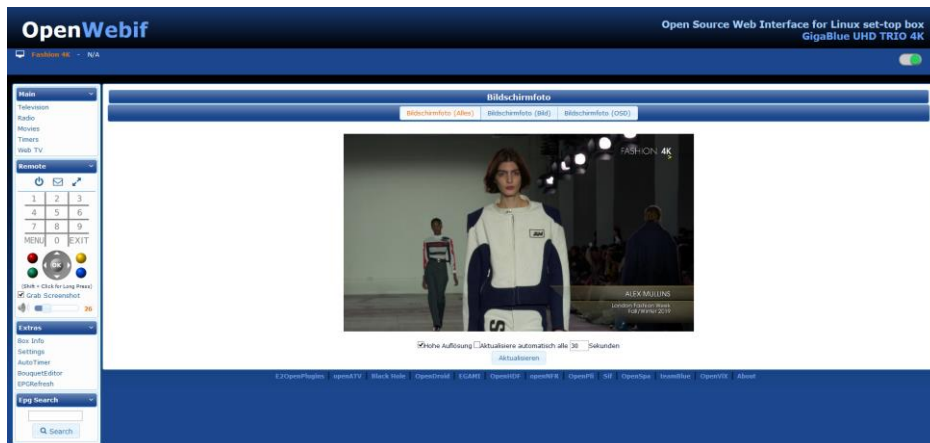 OpenWebif
Open Source Web Interface for Linux set-top box
GigaBlue UHD TRIO 4K
Fashion 4K - N/A
Main
Television
Radio
Movies
Timers
Web TV
Remote
1 2 3
4 5 6
7 8 9
MENU 0 EXIT
OK
(Shift + Click for Long Press)
Grab Screenshot
26
Extras
Box Info
Settings
AutoTimer
BouquetEditor
EPGRefresh
Epg Search
Search
Bildschirmfoto
Bildschirmfoto (Alles) Bildschirmfoto (Bild) Bildschirmfoto (OSD)
FASHION 4K
ALEX MULLINS
London Fashion Week
Fall/Winter 2019
Hohe Auflösung Aktualisiere automatisch alle 30 Sekunden
Aktualisieren
E2OpenPlugins openATV Black Hole OpenDroid EGAMI OpenHDF openNFR OpenPli Sif OpenSpa teamBlue OpenViX About